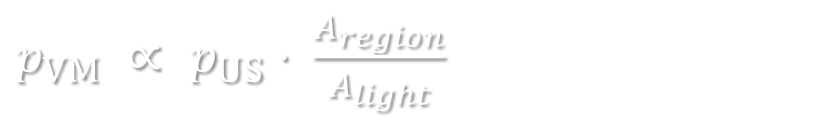 p_VM ∝ p_US · A_region / A_light